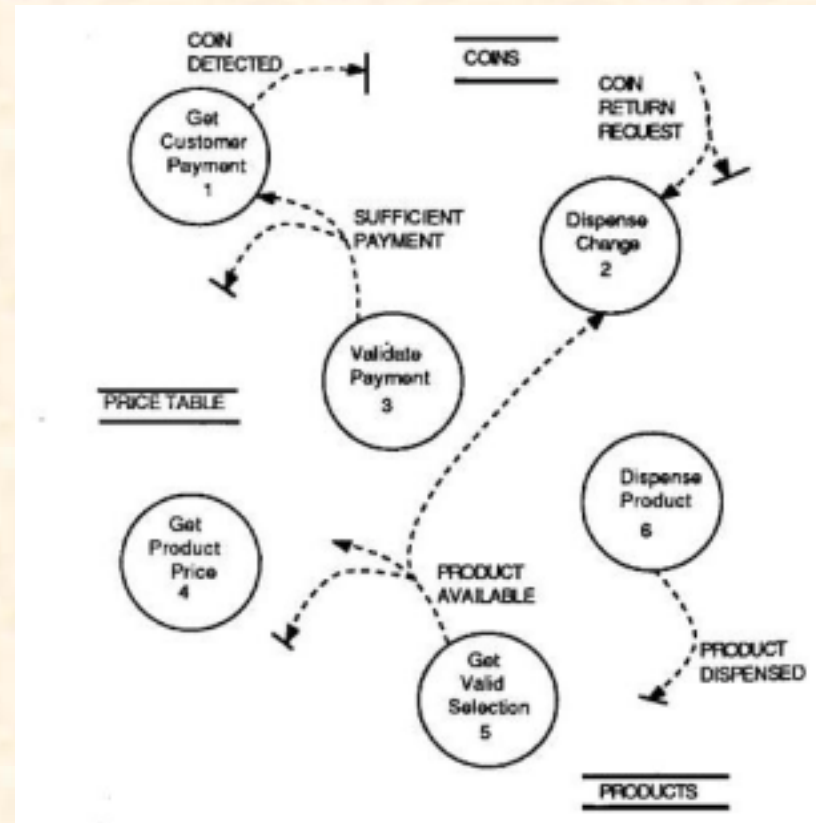 COIN
DETECTED
COINS
COIN
RETURN
REQUEST
Get
Customer
Payment
1
SUFFICIENT
PAYMENT
Dispense
Change
2
Validate
Payment
3
PRICE TABLE
Dispense
Product
6
Get
Product
Price
4
PRODUCT
AVAILABLE
Get
Valid
Selection
5
PRODUCT
DISPENSED
PRODUCTS